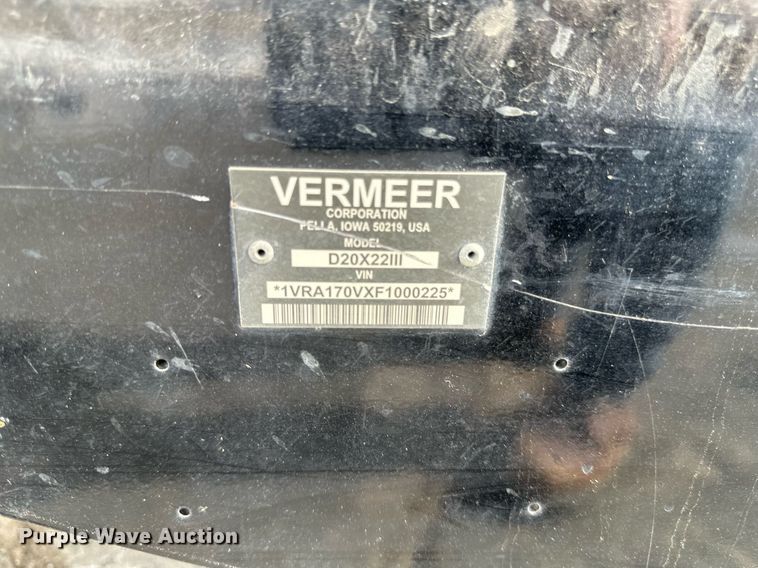 VERMEER
CORPORATION
PELLA, IOWA 50219, USA
MODEL
D20X22III
VIN
*1VRA170VXF1000225*
Purple Wave Auction